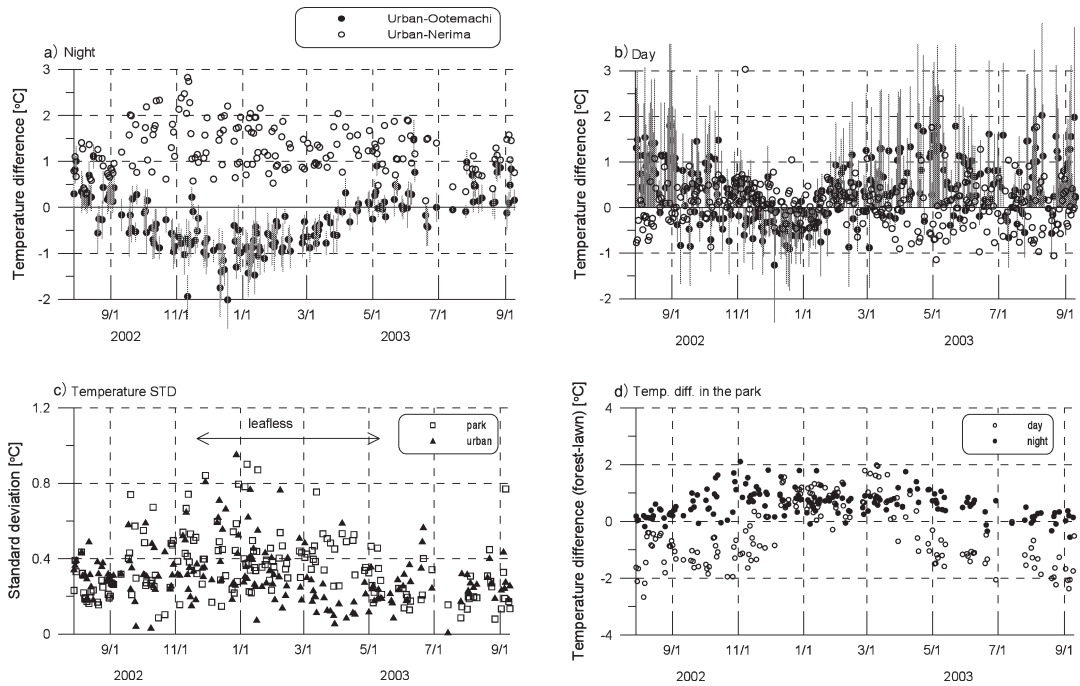 Urban-Ootemachi
Urban-Nerima
a) Night
3
2
1
0
-1
-2
Temperature difference [°C]
9/1 11/1 1/1 3/1 5/1 7/1 9/1
2002 2003
b) Day
3
2
1
0
-1
-2
Temperature difference [°C]
9/1 11/1 1/1 3/1 5/1 7/1 9/1
2002 2003
c) Temperature STD
1.2
0.8
0.4
0
Standard deviation [°C]
leafless
park
urban
9/1 11/1 1/1 3/1 5/1 7/1 9/1
2002 2003
d) Temp. diff. in the park
4
2
0
-2
-4
Temperature difference (forest-lawn) [°C]
day
night
9/1 11/1 1/1 3/1 5/1 7/1 9/1
2002 2003